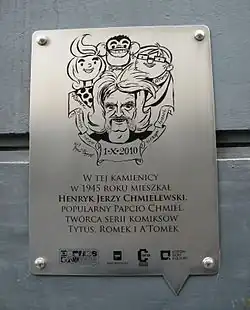 1•X•2010
W TEJ KAMIENICY
W 1945 ROKU MIESZKAŁ
HENRYK JERZY CHMIELEWSKI,
POPULARNY PAPCIO CHMIEL,
TWÓRCA SERII KOMIKSÓW
TYTUS, ROMEK I A'TOMEK